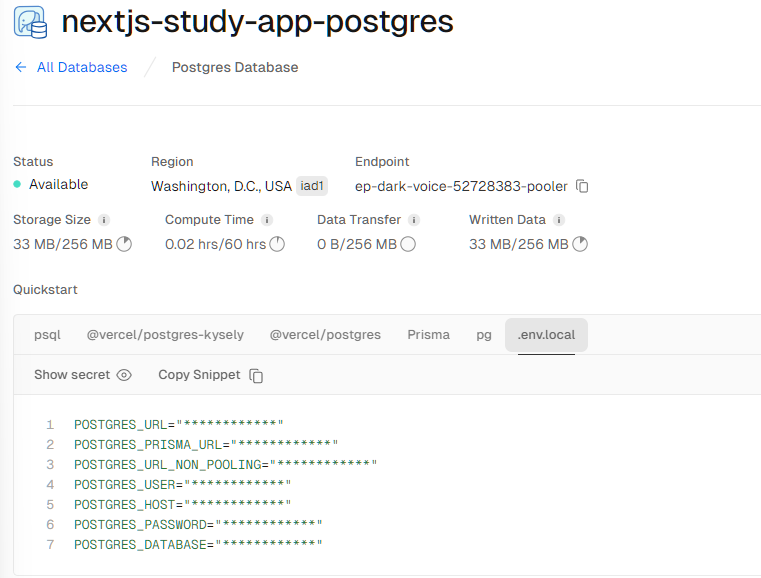 nextjs-study-app-postgres
← All Databases / Postgres Database
Status Region Endpoint
Available Washington, D.C., USA iad1 ep-dark-voice-52728383-pooler
Storage Size i Compute Time i Data Transfer i Written Data i
33 MB/256 MB 0.02 hrs/60 hrs 0 B/256 MB 33 MB/256 MB
Quickstart
psql @vercel/postgres-kysely @vercel/postgres Prisma pg .env.local
Show secret Copy Snippet
1 POSTGRES_URL="************"
2 POSTGRES_PRISMA_URL="************"
3 POSTGRES_URL_NON_POOLING="************"
4 POSTGRES_USER="************"
5 POSTGRES_HOST="************"
6 POSTGRES_PASSWORD="************"
7 POSTGRES_DATABASE="************"